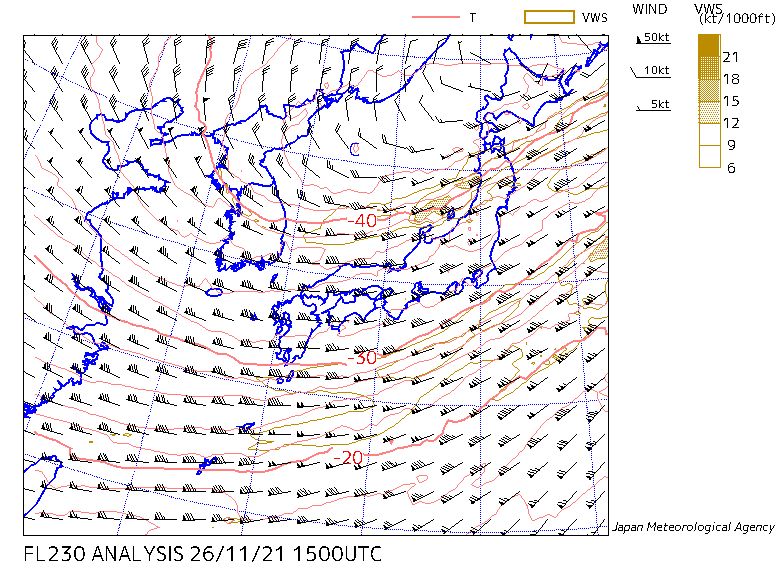 T
VWS
WIND
VWS
(kt/1000ft)
50kt
10kt
5kt
21
18
15
12
9
6
C
-40
-30
-20
Japan Meteorological Agency
FL230 ANALYSIS 26/11/21 1500UTC